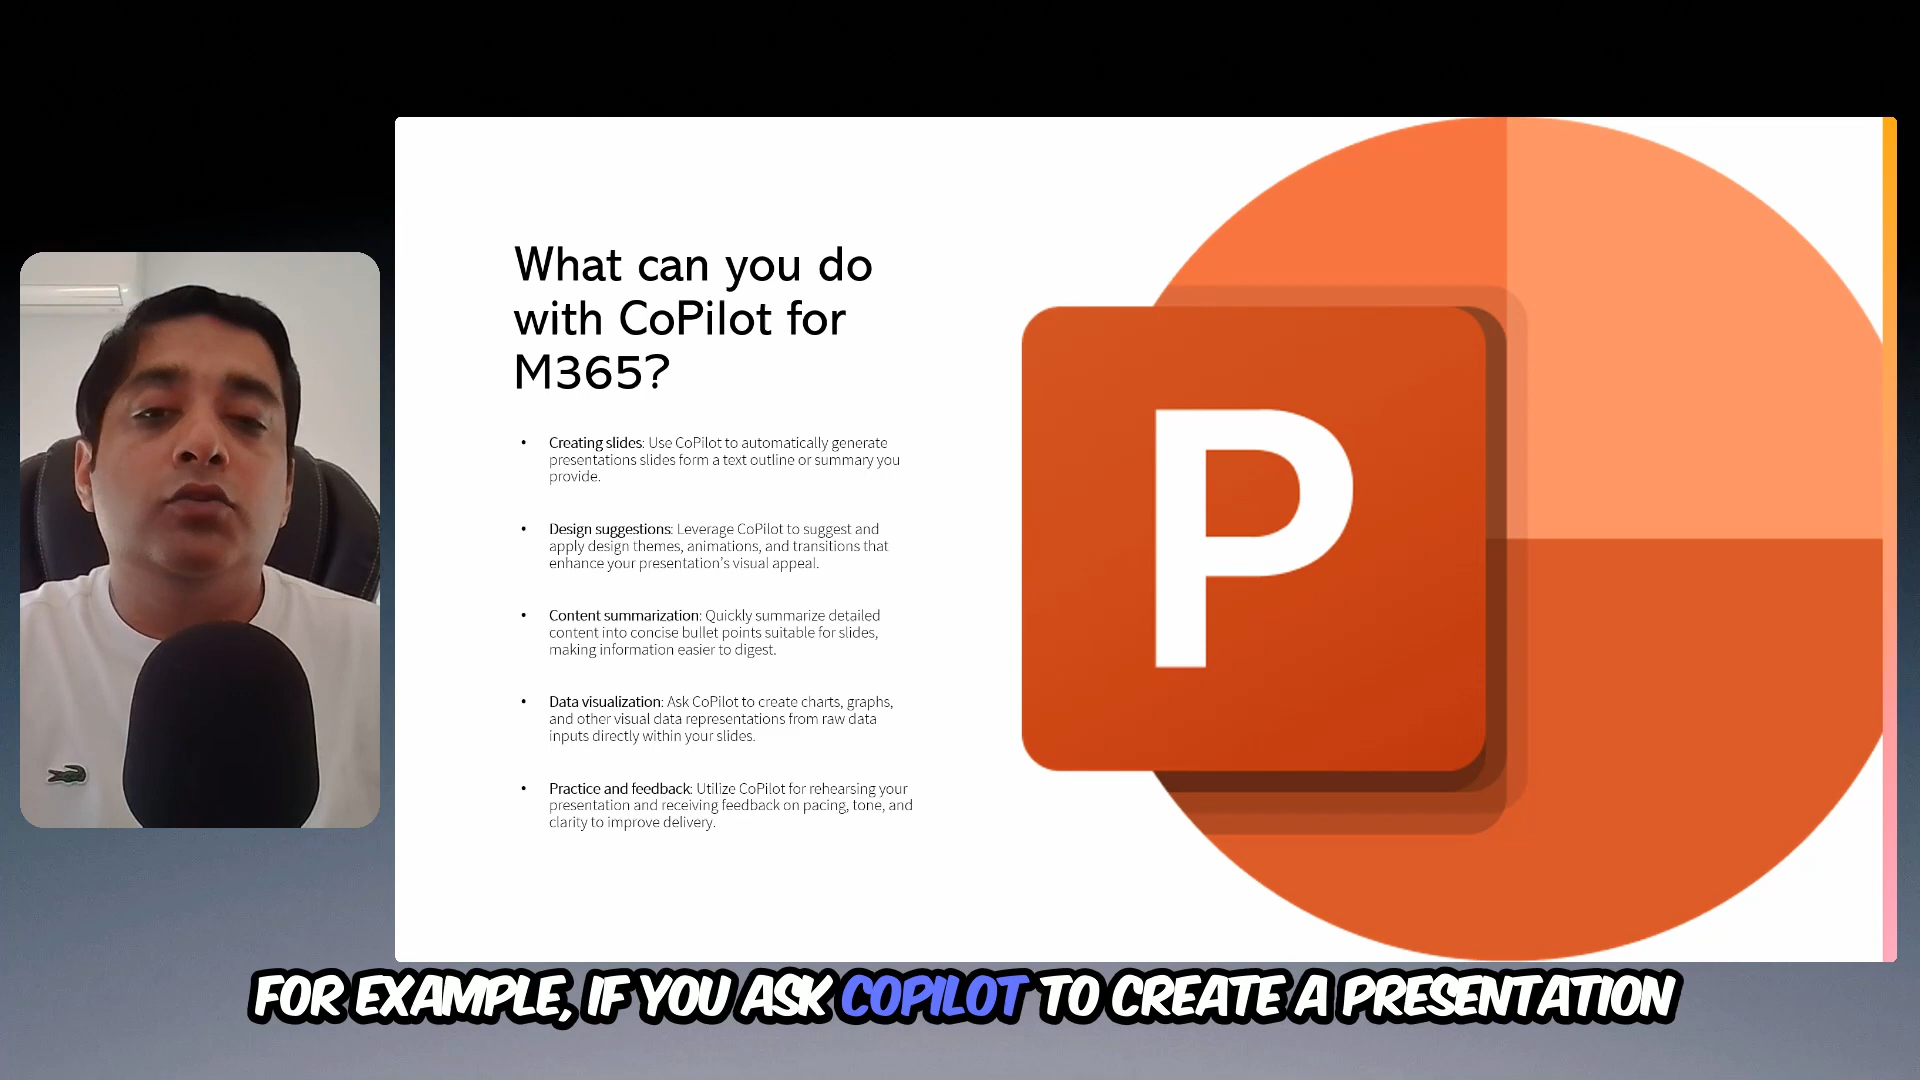 What can you do
with CoPilot for
M365?
• Creating slides: Use CoPilot to automatically generate
presentations slides form a text outline or summary you
provide.
• Design suggestions: Leverage CoPilot to suggest and
apply design themes, animations, and transitions that
enhance your presentation's visual appeal.
• Content summarization: Quickly summarize detailed
content into concise bullet points suitable for slides,
making information easier to digest.
• Data visualization: Ask CoPilot to create charts, graphs,
and other visual data representations from raw data
inputs directly within your slides.
• Practice and feedback: Utilize CoPilot for rehearsing your
presentation and receiving feedback on pacing, tone, and
clarity to improve delivery.
P
FOR EXAMPLE, IF YOU ASK COPILOT TO CREATE A PRESENTATION